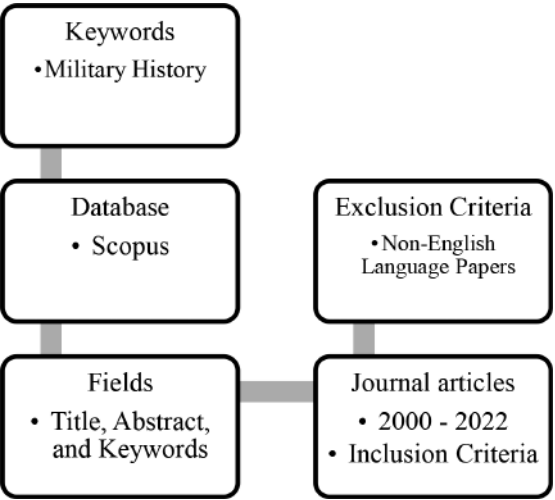 Keywords
•Military History
Database
• Scopus
Fields
• Title, Abstract,
and Keywords
Journal articles
• 2000 - 2022
• Inclusion Criteria
Exclusion Criteria
•Non-English
Language Papers